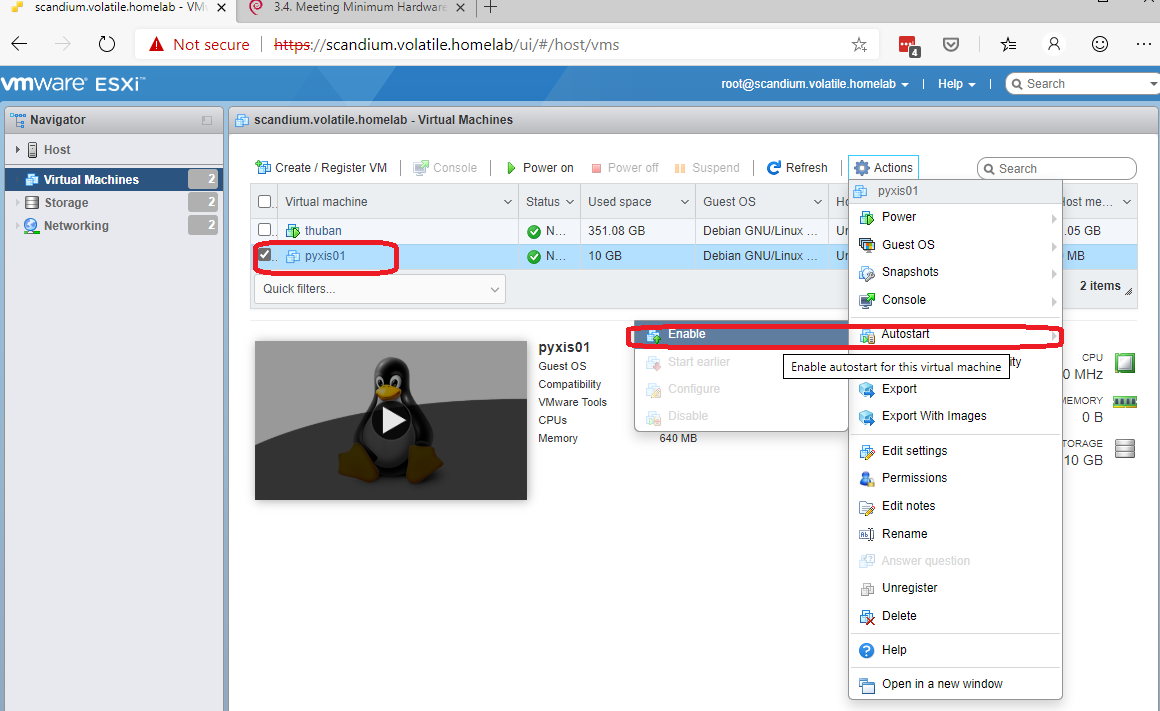 scandium.volatile.homelab - VM
3.4. Meeting Minimum Hardware
Not secure
https://scandium.volatile.homelab/ui/#/host/vms
4
vmware ESXi™
root@scandium.volatile.homelab
Help
Search
Navigator
Host
Virtual Machines 2
Storage 2
Networking 2
scandium.volatile.homelab - Virtual Machines
Create / Register VM
Console
Power on
Power off
Suspend
Refresh
Actions
Search
Virtual machine
Status
Used space
Guest OS
Host me...
thuban
N...
351.08 GB
Debian GNU/Linux ...
.05 GB
pyxis01
N...
10 GB
Debian GNU/Linux ...
MB
Quick filters...
2 items
pyxis01
Guest OS
Compatibility
VMware Tools
CPUs
Memory
640 MB
pyxis01
Power
Guest OS
Snapshots
Console
Autostart
Export
Export With Images
Edit settings
Permissions
Edit notes
Rename
Answer question
Unregister
Delete
Help
Open in a new window
Enable
Start earlier
Configure
Disable
Enable autostart for this virtual machine
CPU
0 MHz
MEMORY
0 B
STORAGE
10 GB